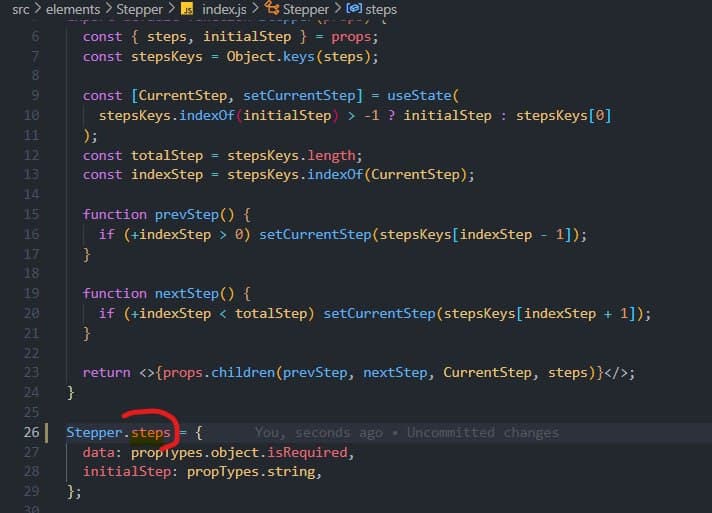 src > elements > Stepper > JS index.js > Stepper > steps
6 const { steps, initialStep } = props;
7 const stepsKeys = Object.keys(steps);
8
9 const [CurrentStep, setCurrentStep] = useState(
10 stepsKeys.indexOf(initialStep) > -1 ? initialStep : stepsKeys[0]
11 );
12 const totalStep = stepsKeys.length;
13 const indexStep = stepsKeys.indexOf(CurrentStep);
14
15 function prevStep() {
16 if (+indexStep > 0) setCurrentStep(stepsKeys[indexStep - 1]);
17 }
18
19 function nextStep() {
20 if (+indexStep < totalStep) setCurrentStep(stepsKeys[indexStep + 1]);
21 }
22
23 return <>{props.children(prevStep, nextStep, CurrentStep, steps)}</>;
24 }
25
26 Stepper.steps = { You, seconds ago • Uncommitted changes
27 data: propTypes.object.isRequired,
28 initialStep: propTypes.string,
29 };
30